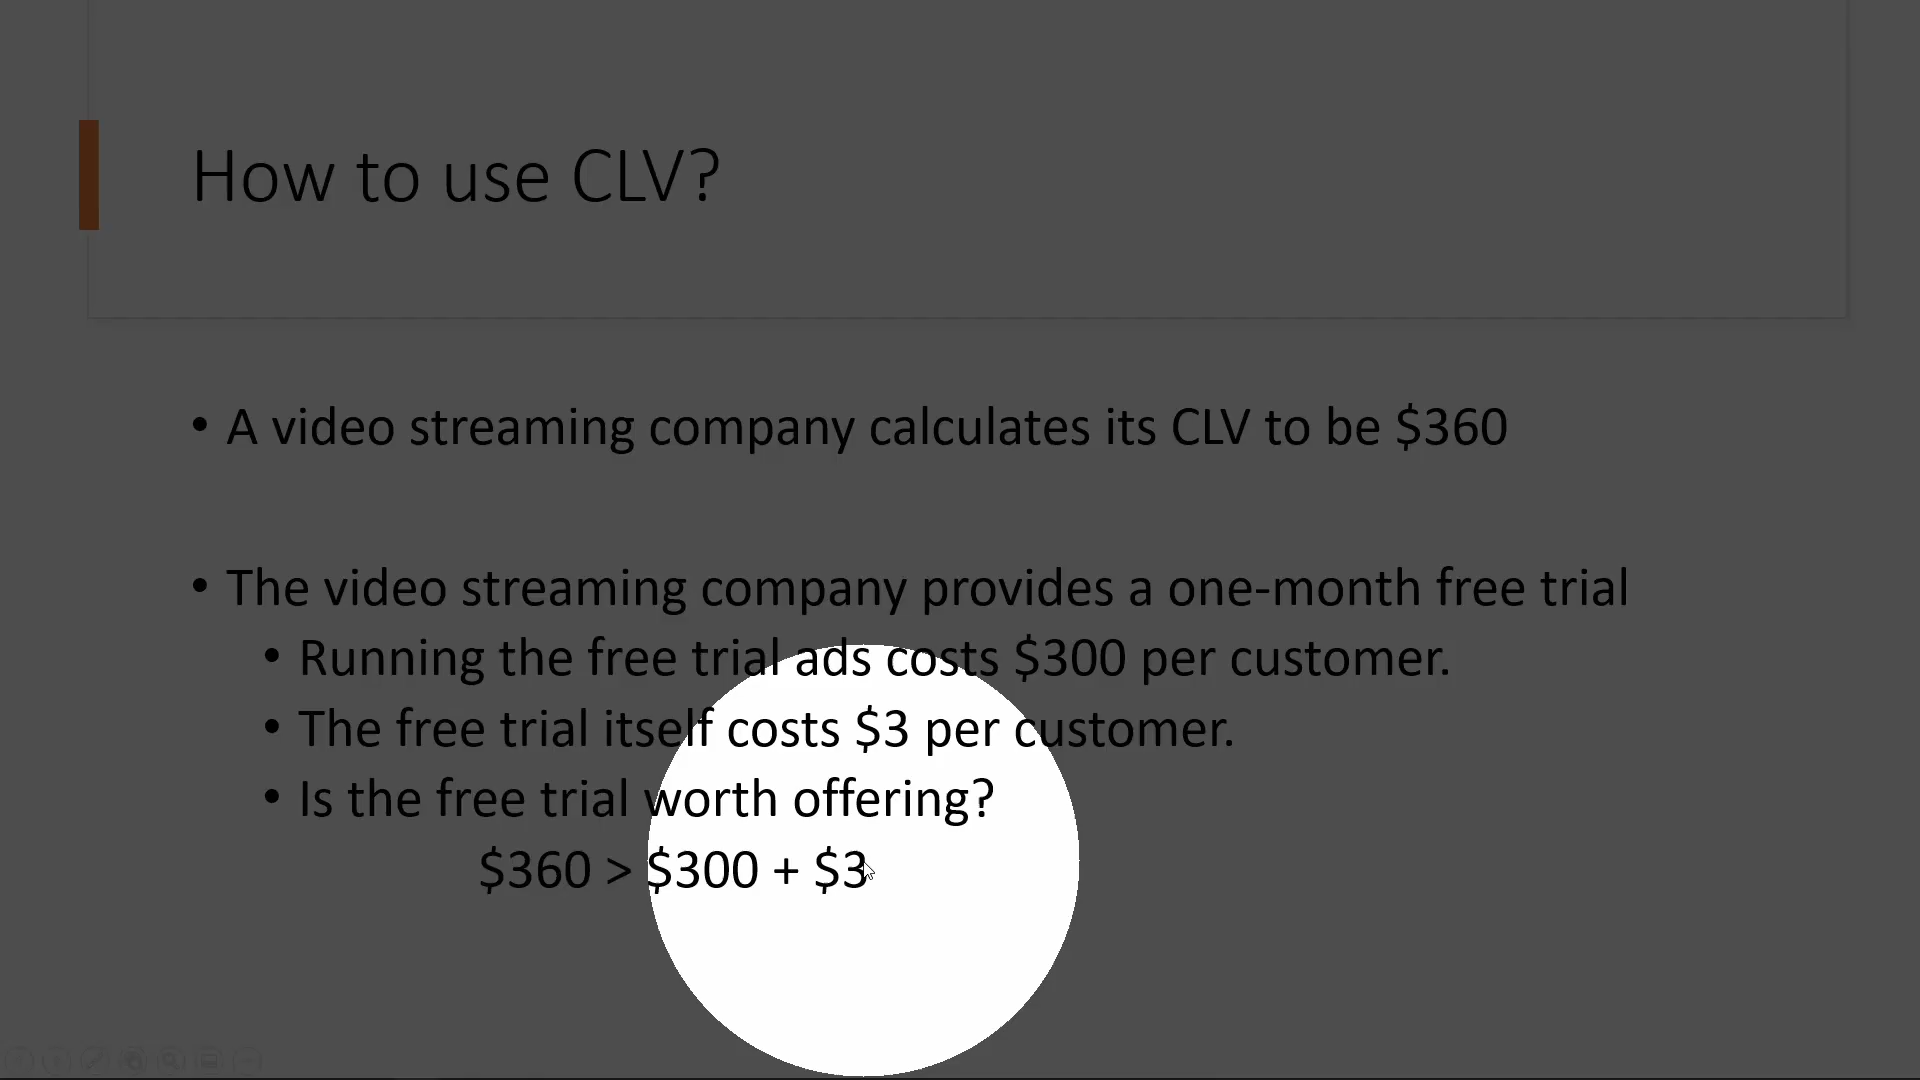 How to use CLV?
• A video streaming company calculates its CLV to be $360
• The video streaming company provides a one-month free trial
• Running the free trial ads costs $300 per customer.
• The free trial itself costs $3 per customer.
• Is the free trial worth offering?
$360 > $300 + $3